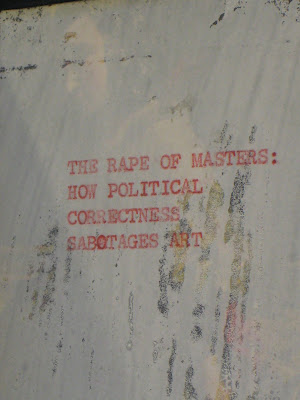 THE RAPE OF MASTERS:
HOW POLITICAL
CORRECTNESS
SABOTAGES ART